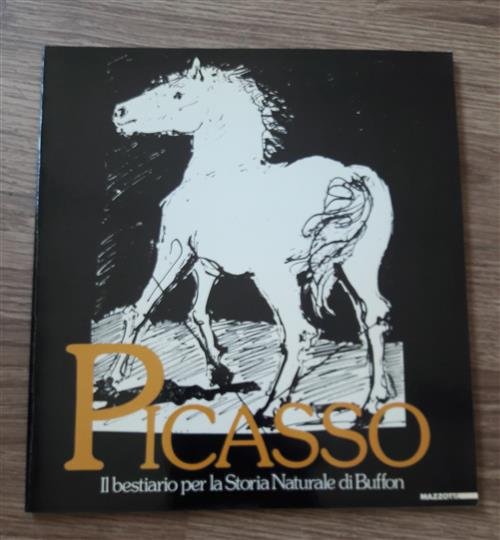 PICASSO
Il bestiario per la Storia Naturale di Buffon
MAZZOTTA